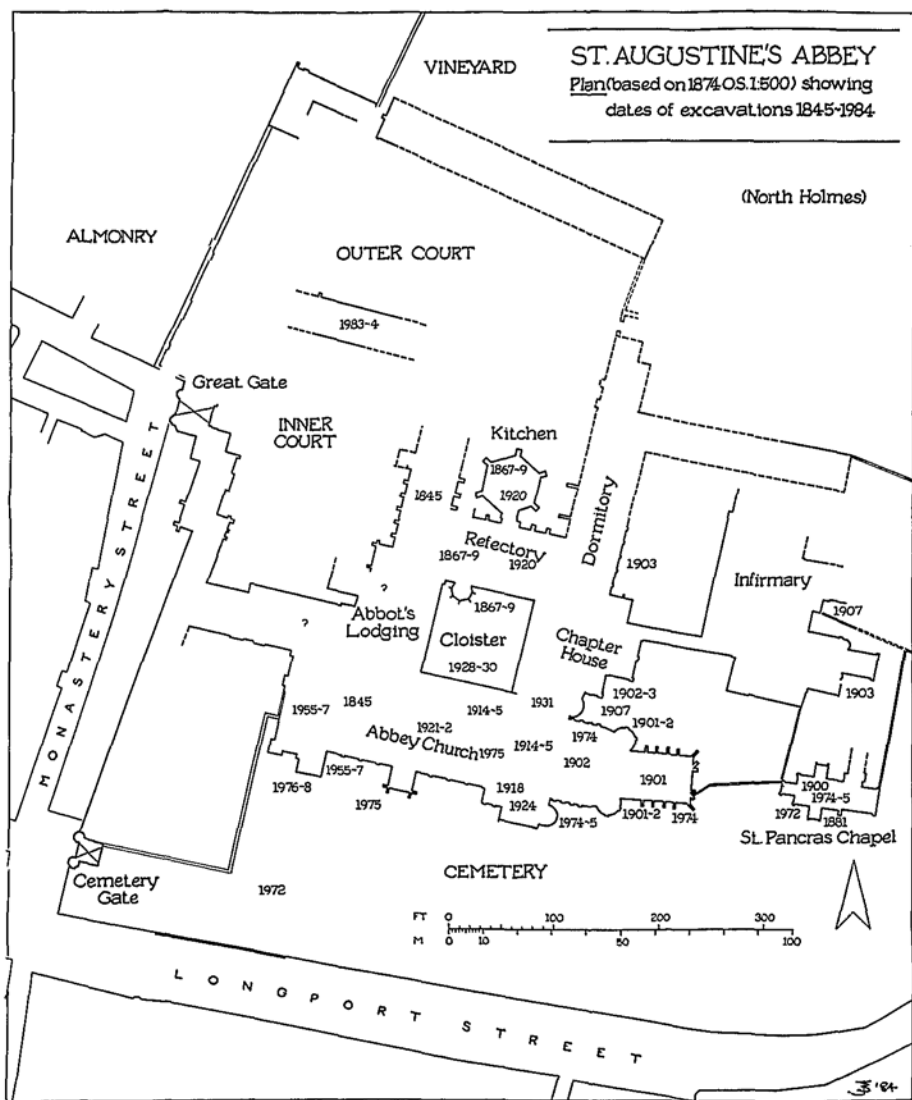 ST. AUGUSTINE'S ABBEY
Plan (based on 1874 O.S. 1:500) showing
dates of excavations 1845-1984
VINEYARD
(North Holmes)
ALMONRY
OUTER COURT
1983-4
Great Gate
INNER
COURT
Kitchen
1867-9
1920
1845
Refectory
1867-9
1920
Dormitory
1903
Infirmary
1907
?
Abbot's
Lodging
?
1867-9
Cloister
1928-30
Chapter
House
1902-3
1907
1903
1901-2
1955-7
1845
1914-5
1931
1921-2
Abbey Church
1975
1914-5
1974
1902
1901
1955-7
1976-8
1975
1918
1924
1974-5
1901-2
1974
1900
1974-5
1972
1881
St. Pancras Chapel
MONASTERY STREET
Cemetery
Gate
1972
CEMETERY
FT 0 100 200 300
M 0 10 50 100
LONGPORT STREET
'84